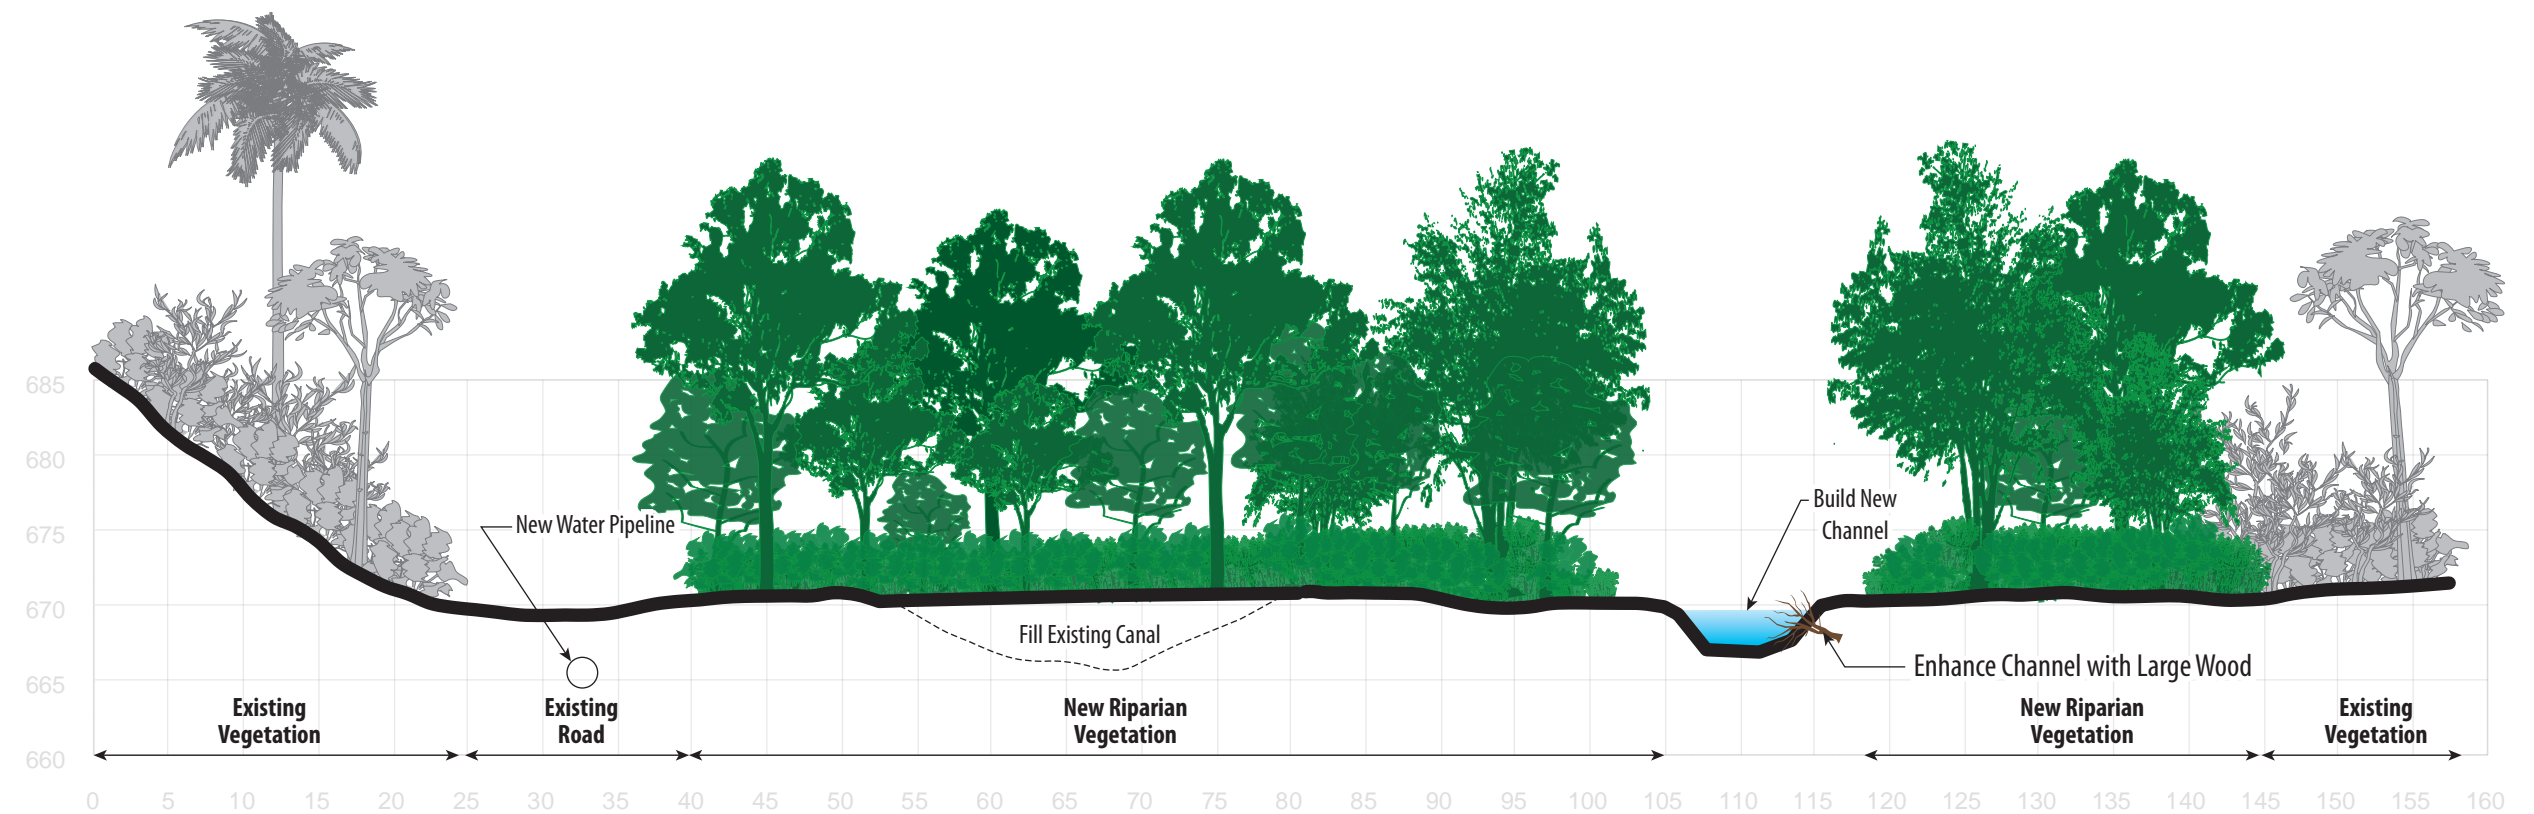 685
680
675
670
665
660
New Water Pipeline
Build New
Channel
Fill Existing Canal
Enhance Channel with Large Wood
Existing
Vegetation
Existing
Road
New Riparian
Vegetation
New Riparian
Vegetation
Existing
Vegetation
0 5 10 15 20 25 30 35 40 45 50 55 60 65 70 75 80 85 90 95 100 105 110 115 120 125 130 135 140 145 150 155 160